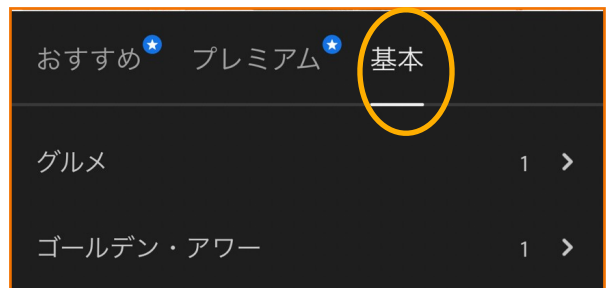 おすすめ プレミアム 基本
グルメ 1
ゴールデン・アワー 1